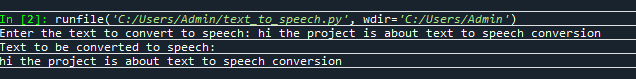 In [2]: runfile('C:/Users/Admin/text_to_speech.py', wdir='C:/Users/Admin')
Enter the text to convert to speech: hi the project is about text to speech conversion
Text to be converted to speech:
hi the project is about text to speech conversion